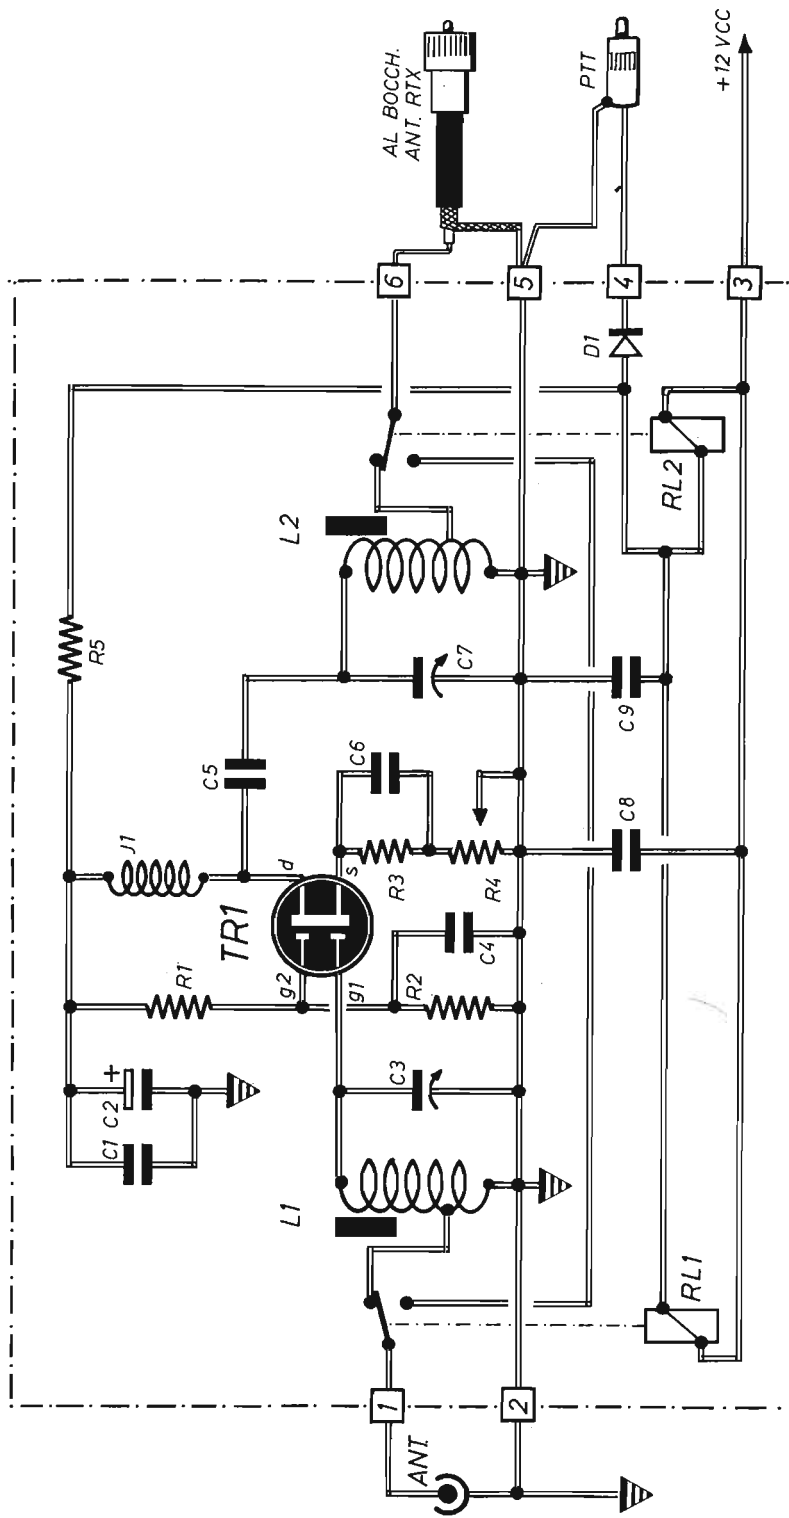 AL BOCCH.
ANT. RTX
PTT
+12 VCC
6
5
4
3
D1
L2
RL2
R5
C7
C9
C5
C6
J1
d
s
R3
R4
C8
TR1
g2
g1
R1
R2
C4
+
C2
C1
C3
L1
RL1
1
2
ANT.